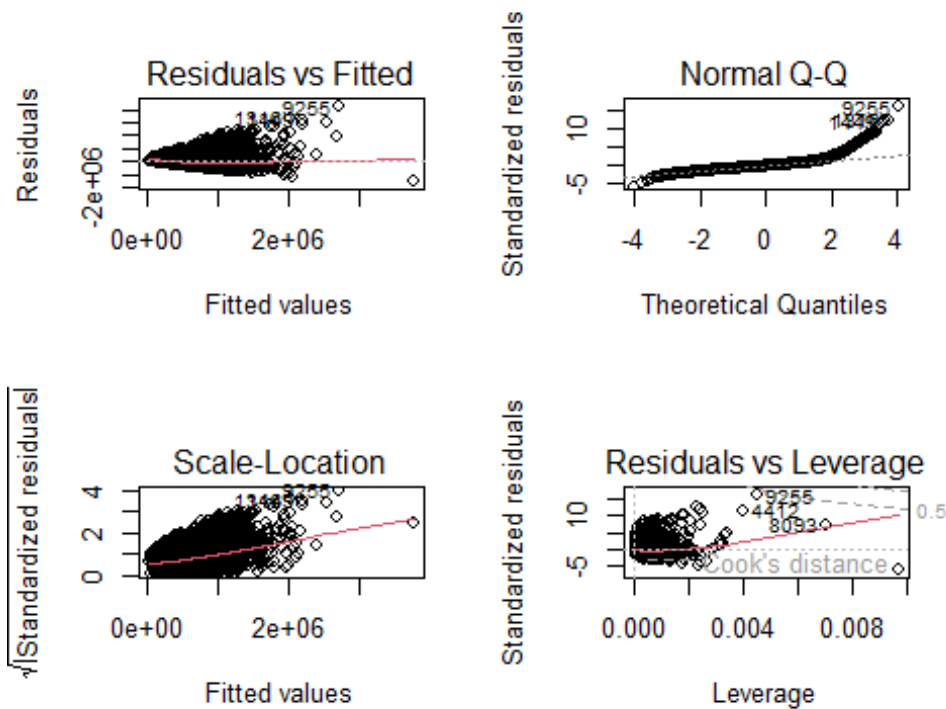 Residuals vs Fitted
Residuals
-2e+06
9255
0e+00
2e+06
Fitted values
Normal Q-Q
Standardized residuals
-5
10
9255
-4
-2
0
2
4
Theoretical Quantiles
Scale-Location
√|Standardized residuals|
0
2
4
9255
0e+00
2e+06
Fitted values
Residuals vs Leverage
Standardized residuals
-5
10
9255
4412
8093
0.5
Cook's distance
0.000
0.004
0.008
Leverage